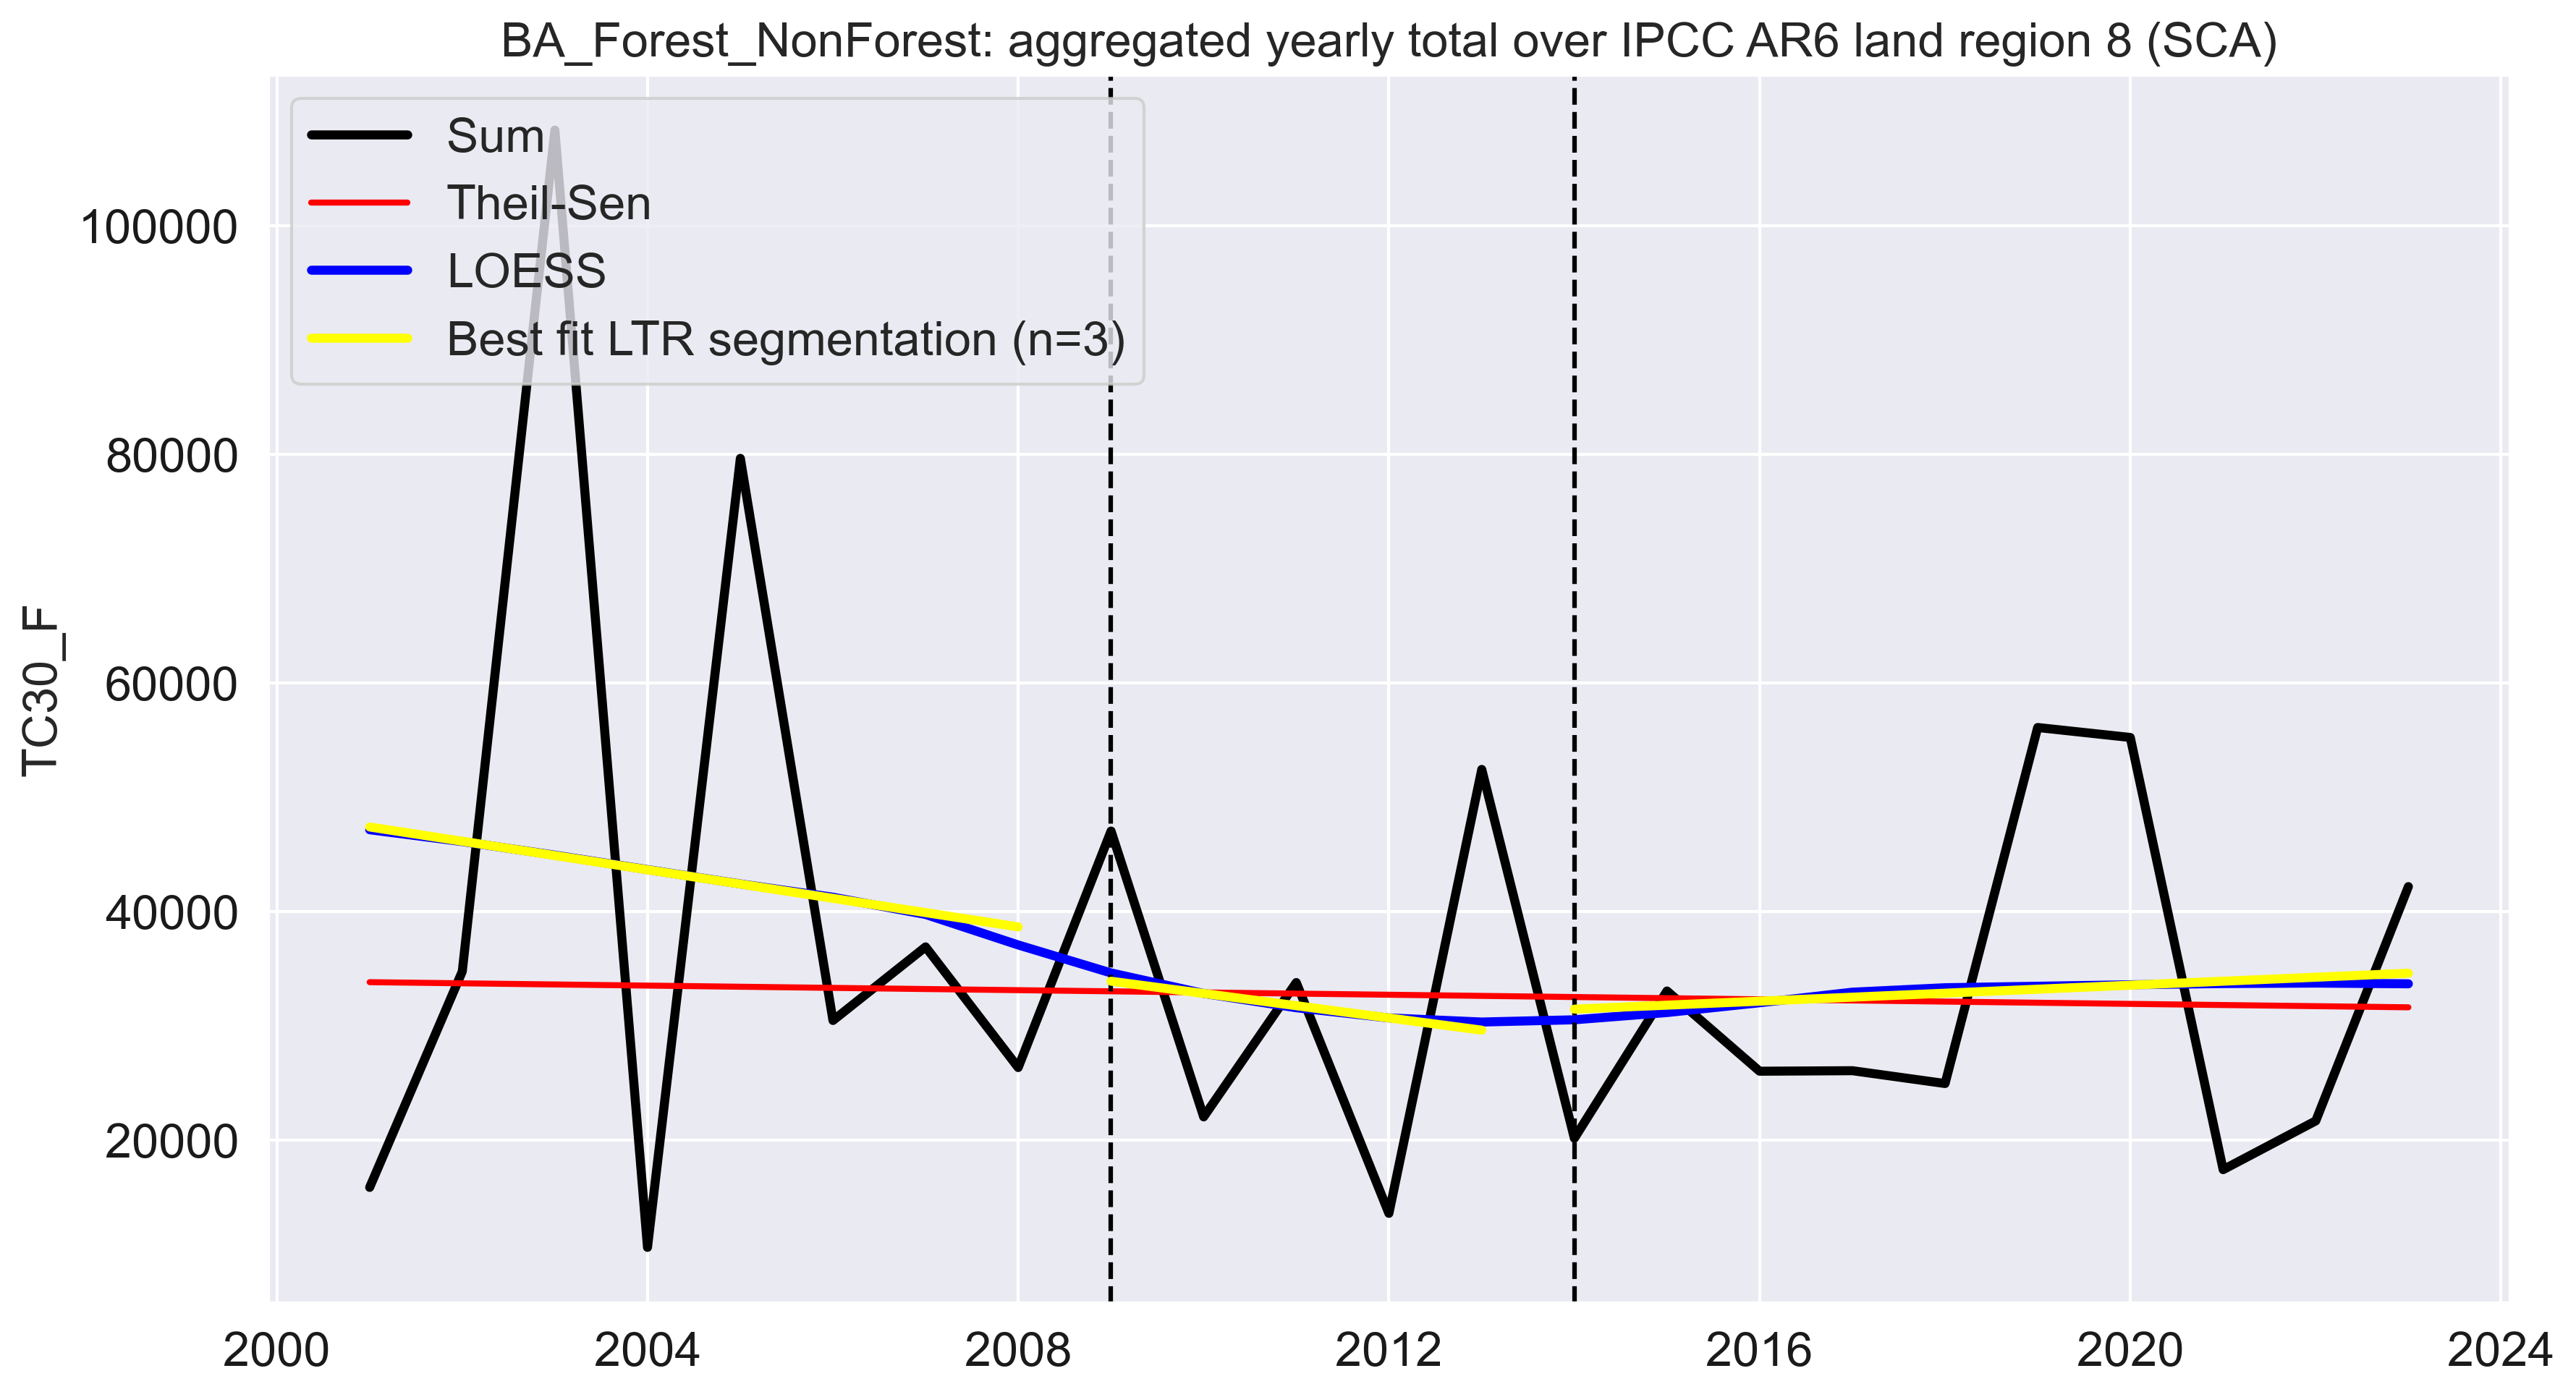 BA_Forest_NonForest: aggregated yearly total over IPCC AR6 land region 8 (SCA)
Sum
Theil-Sen
LOESS
Best fit LTR segmentation (n=3)
100000
80000
60000
40000
20000
TC30_F
2000 2004 2008 2012 2016 2020 2024